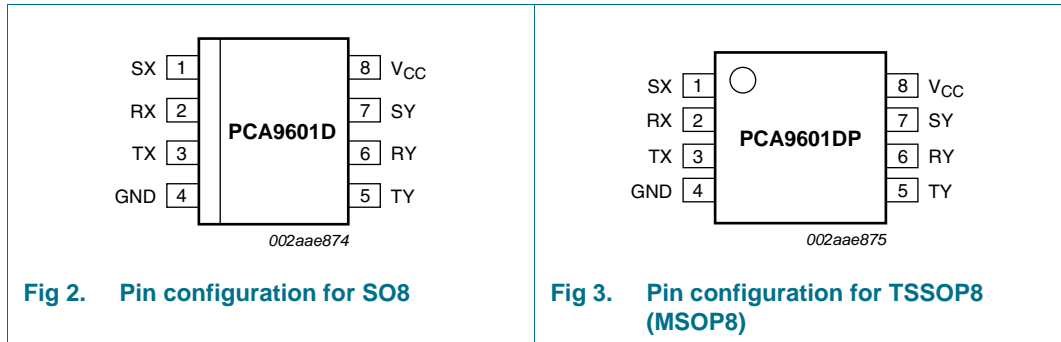 SX 1
RX 2
TX 3
GND 4
PCA9601D
8 VCC
7 SY
6 RY
5 TY
002aae874
Fig 2. Pin configuration for SO8
SX 1
RX 2
TX 3
GND 4
PCA9601DP
8 VCC
7 SY
6 RY
5 TY
002aae875
Fig 3. Pin configuration for TSSOP8
(MSOP8)